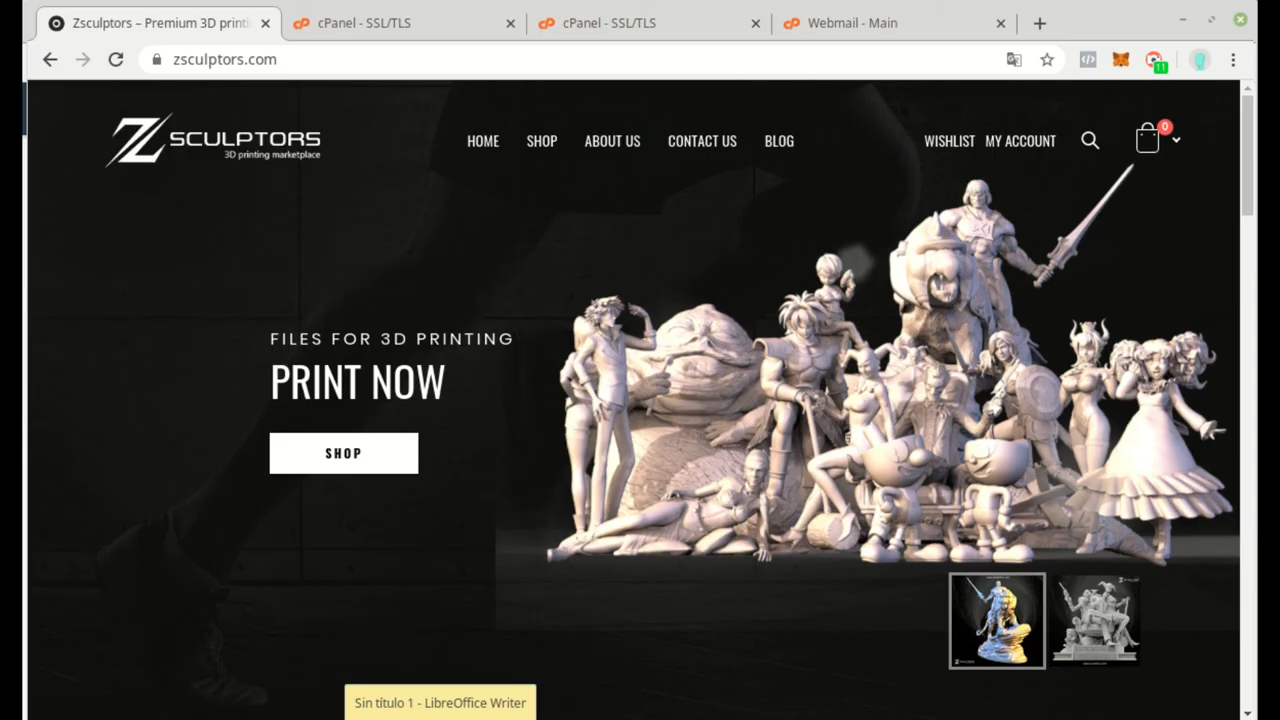 Zsculptors – Premium 3D printi
cPanel - SSL/TLS
cPanel - SSL/TLS
Webmail - Main
zsculptors.com
11
Z SCULPTORS
3D printing marketplace
HOME SHOP ABOUT US CONTACT US BLOG
WISHLIST MY ACCOUNT
0
FILES FOR 3D PRINTING
PRINT NOW
SHOP
Sin título 1 - LibreOffice Writer